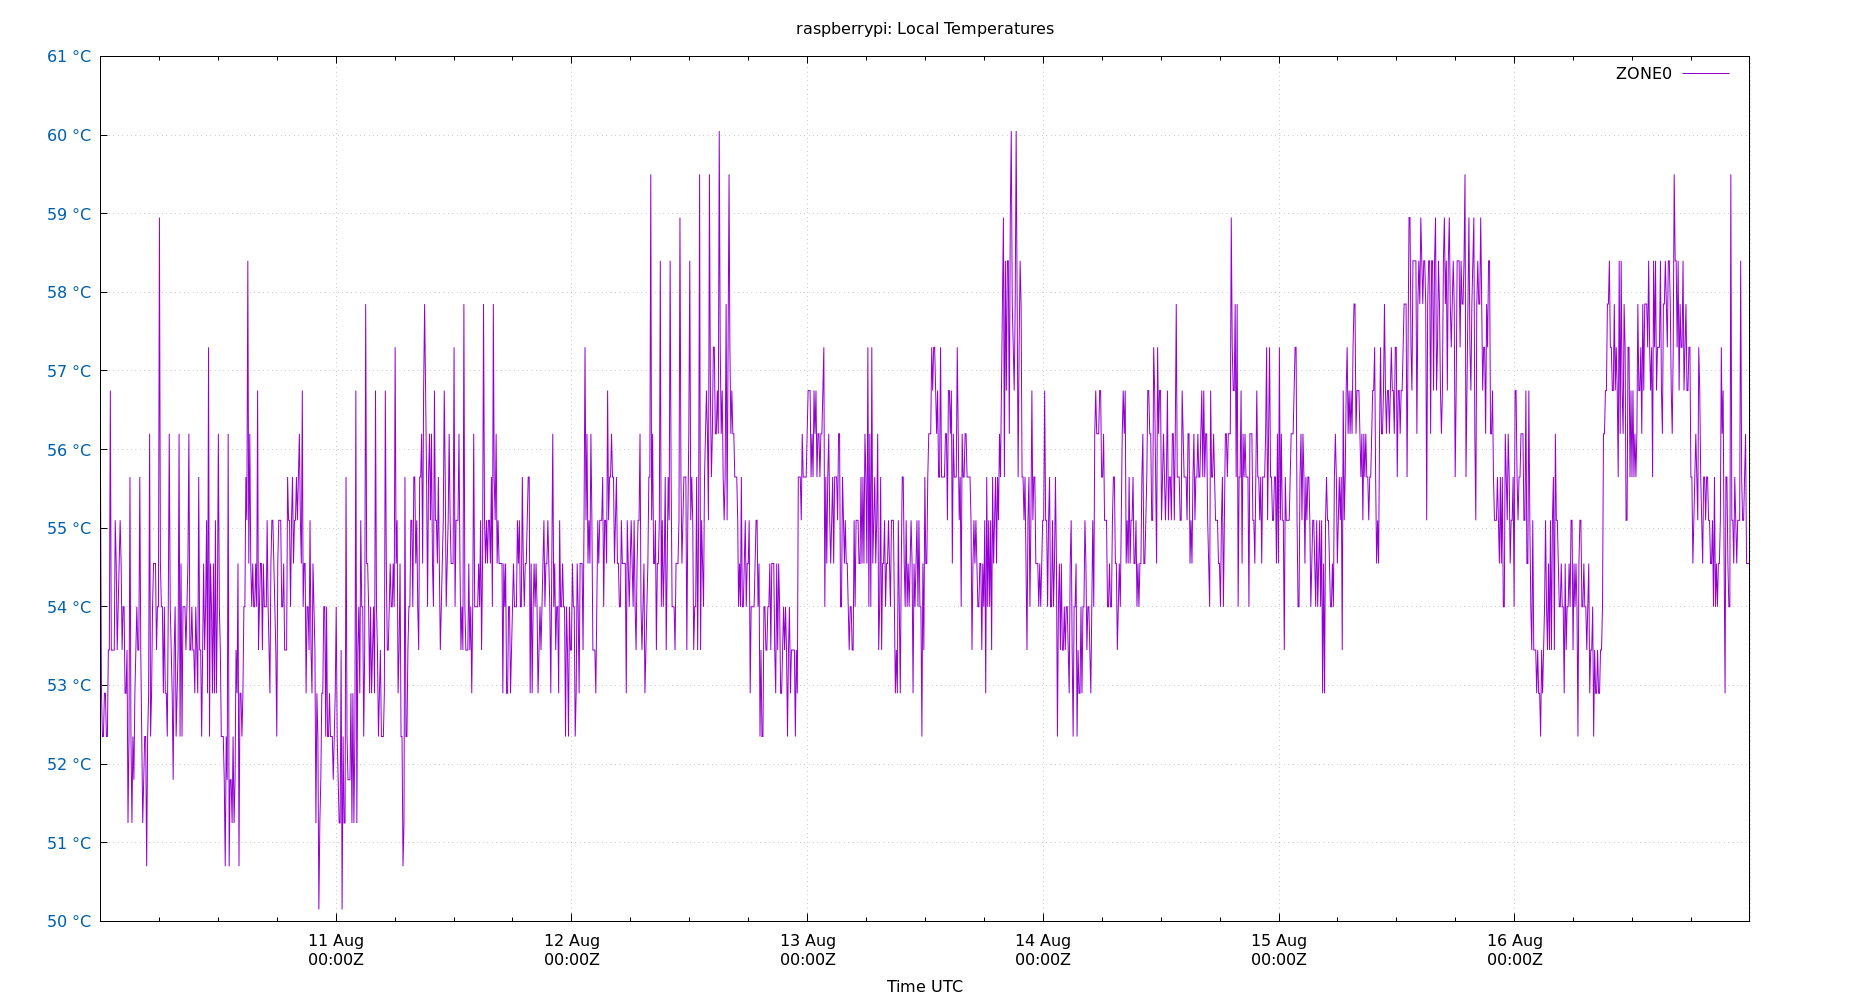 raspberrypi: Local Temperatures
61 °C
ZONE0
60 °C
59 °C
58 °C
57 °C
56 °C
55 °C
54 °C
53 °C
52 °C
51 °C
50 °C
11 Aug
00:00Z
12 Aug
00:00Z
13 Aug
00:00Z
14 Aug
00:00Z
15 Aug
00:00Z
16 Aug
00:00Z
Time UTC